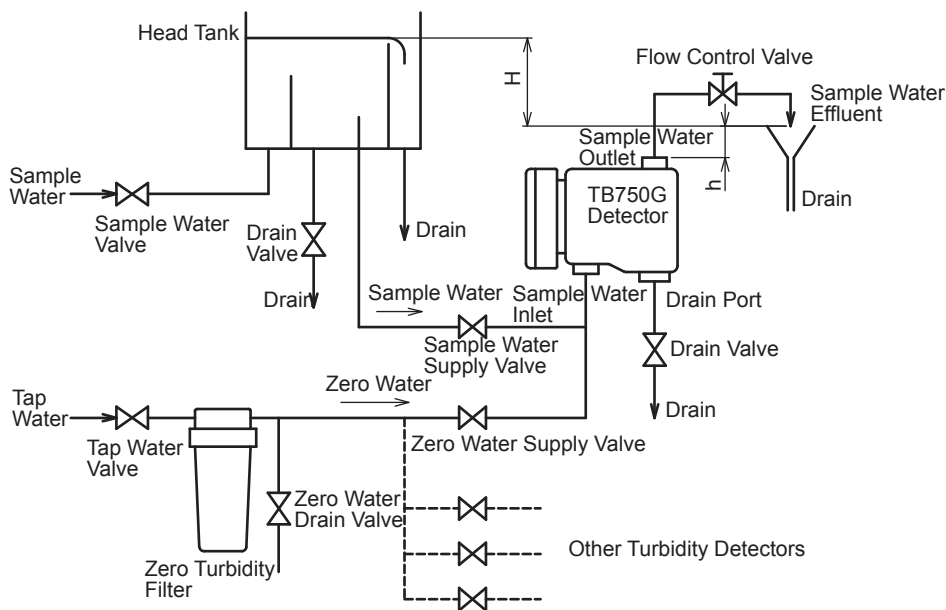 Head Tank
H
Flow Control Valve
Sample Water
Effluent
Sample Water
Outlet
h
Drain
TB750G
Detector
Sample
Water
Sample Water
Valve
Drain
Valve
Drain
Drain
Sample Water
Sample Water
Inlet
Drain Port
Sample Water
Supply Valve
Drain Valve
Drain
Zero Water
Tap
Water
Tap Water
Valve
Zero Water Supply Valve
Zero Water
Drain Valve
Other Turbidity Detectors
Zero Turbidity
Filter